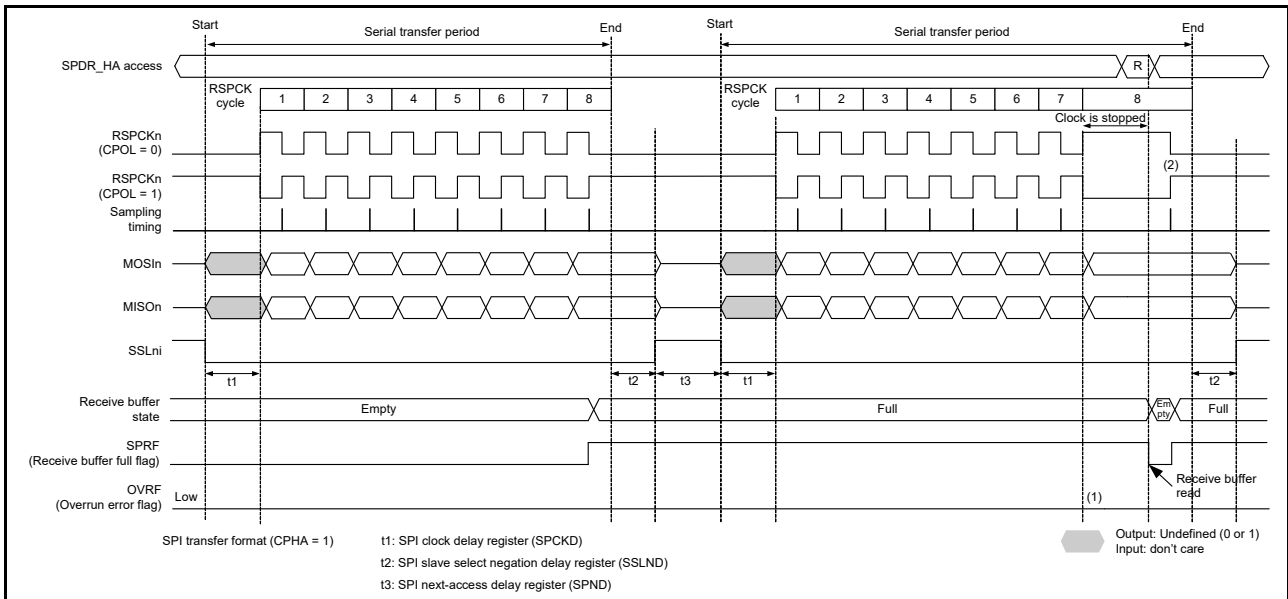 Start
Serial transfer period
End
Start
Serial transfer period
End
SPDR_HA access
R
RSPCK
cycle
1 2 3 4 5 6 7 8
RSPCK
cycle
1 2 3 4 5 6 7 8
Clock is stopped
RSPCKn
(CPOL = 0)
(2)
RSPCKn
(CPOL = 1)
Sampling
timing
MOSIn
MISOn
SSLni
t1
t2
t3
t1
t2
Receive buffer
state
Empty
Full
Em
pty
Full
SPRF
(Receive buffer full flag)
Receive buffer
read
OVRF
(Overrun error flag)
Low
(1)
SPI transfer format (CPHA = 1)
t1: SPI clock delay register (SPCKD)
t2: SPI slave select negation delay register (SSLND)
t3: SPI next-access delay register (SPND)
Output: Undefined (0 or 1)
Input: don't care